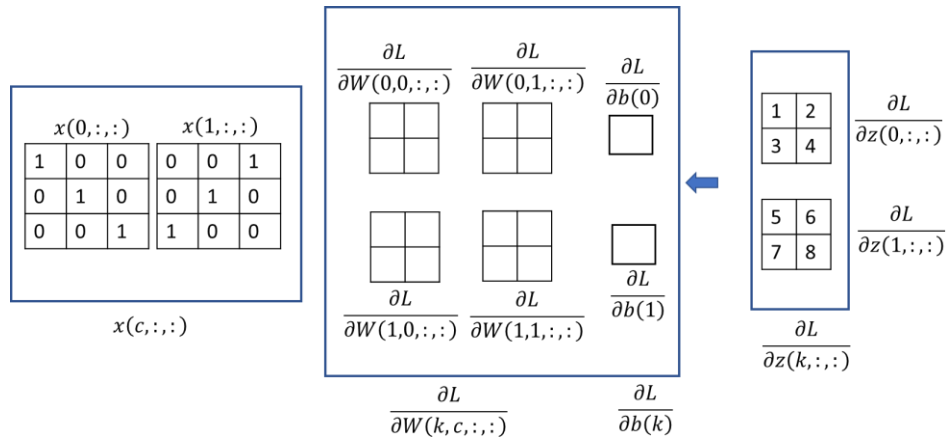 x(0,:,:)
x(1,:,:)
1 0 0
0 1 0
0 0 1
0 0 1
0 1 0
1 0 0
x(c,:,:)
∂L
∂W(0,0,:,:)
∂L
∂W(0,1,:,:)
∂L
∂b(0)
∂L
∂W(1,0,:,:)
∂L
∂W(1,1,:,:)
∂L
∂b(1)
∂L
∂W(k,c,:,:)
∂L
∂b(k)
1 2
3 4
∂L
∂z(0,:,:)
5 6
7 8
∂L
∂z(1,:,:)
∂L
∂z(k,:,:)